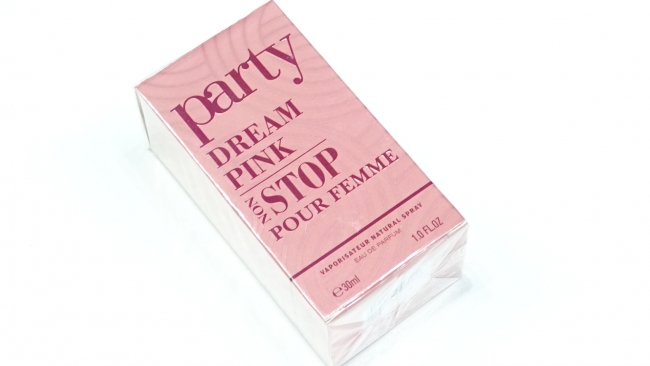 party
DREAM
PINK
NON STOP
POUR FEMME
VAPORISATEUR NATURAL SPRAY
EAU DE PARFUM
℮30ml 1.0 FL.OZ